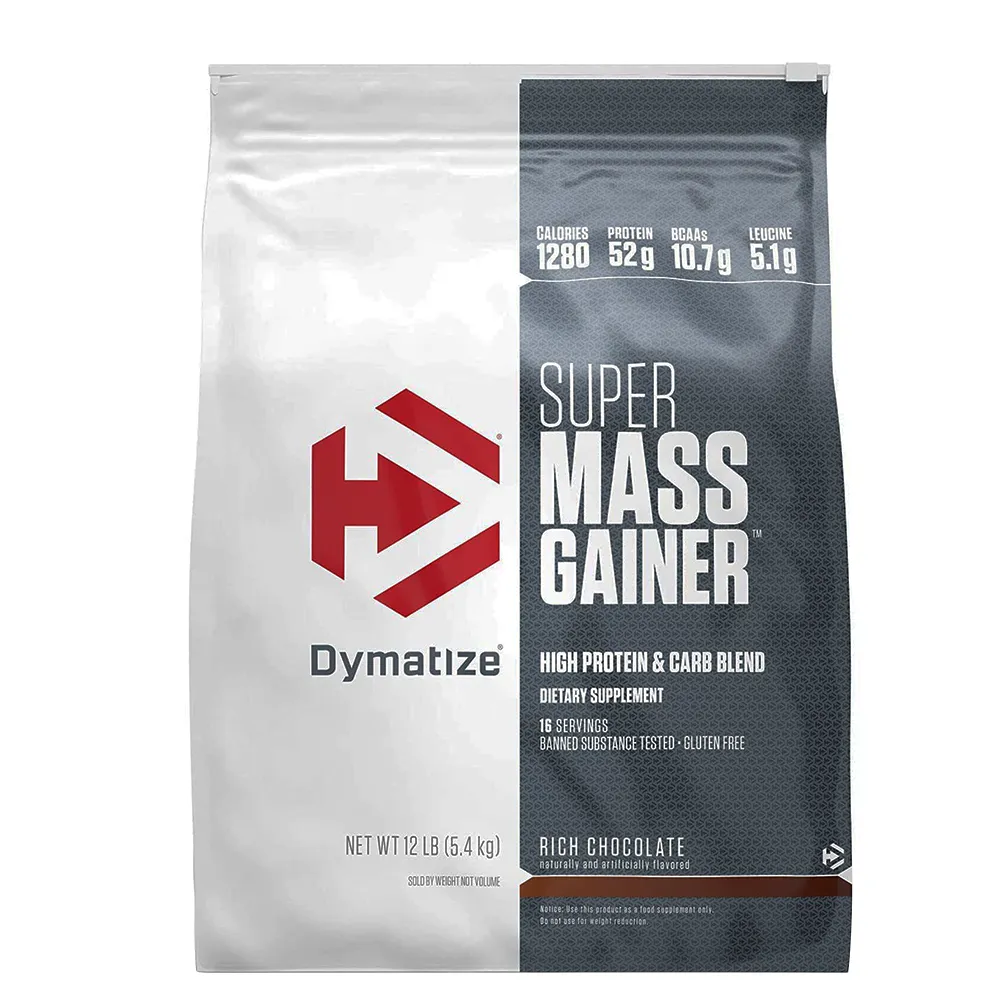 CALORIES PROTEIN BCAAs LEUCINE
1280 52g 10.7g 5.1g
SUPER
MASS
GAINER™
Dymatize®
HIGH PROTEIN & CARB BLEND
DIETARY SUPPLEMENT
16 SERVINGS
BANNED SUBSTANCE TESTED • GLUTEN FREE
NET WT 12 LB (5.4 kg)
SOLD BY WEIGHT NOT VOLUME
RICH CHOCOLATE
naturally and artificially flavored
Notice: Use this product as a food supplement only.
Do not use for weight reduction.